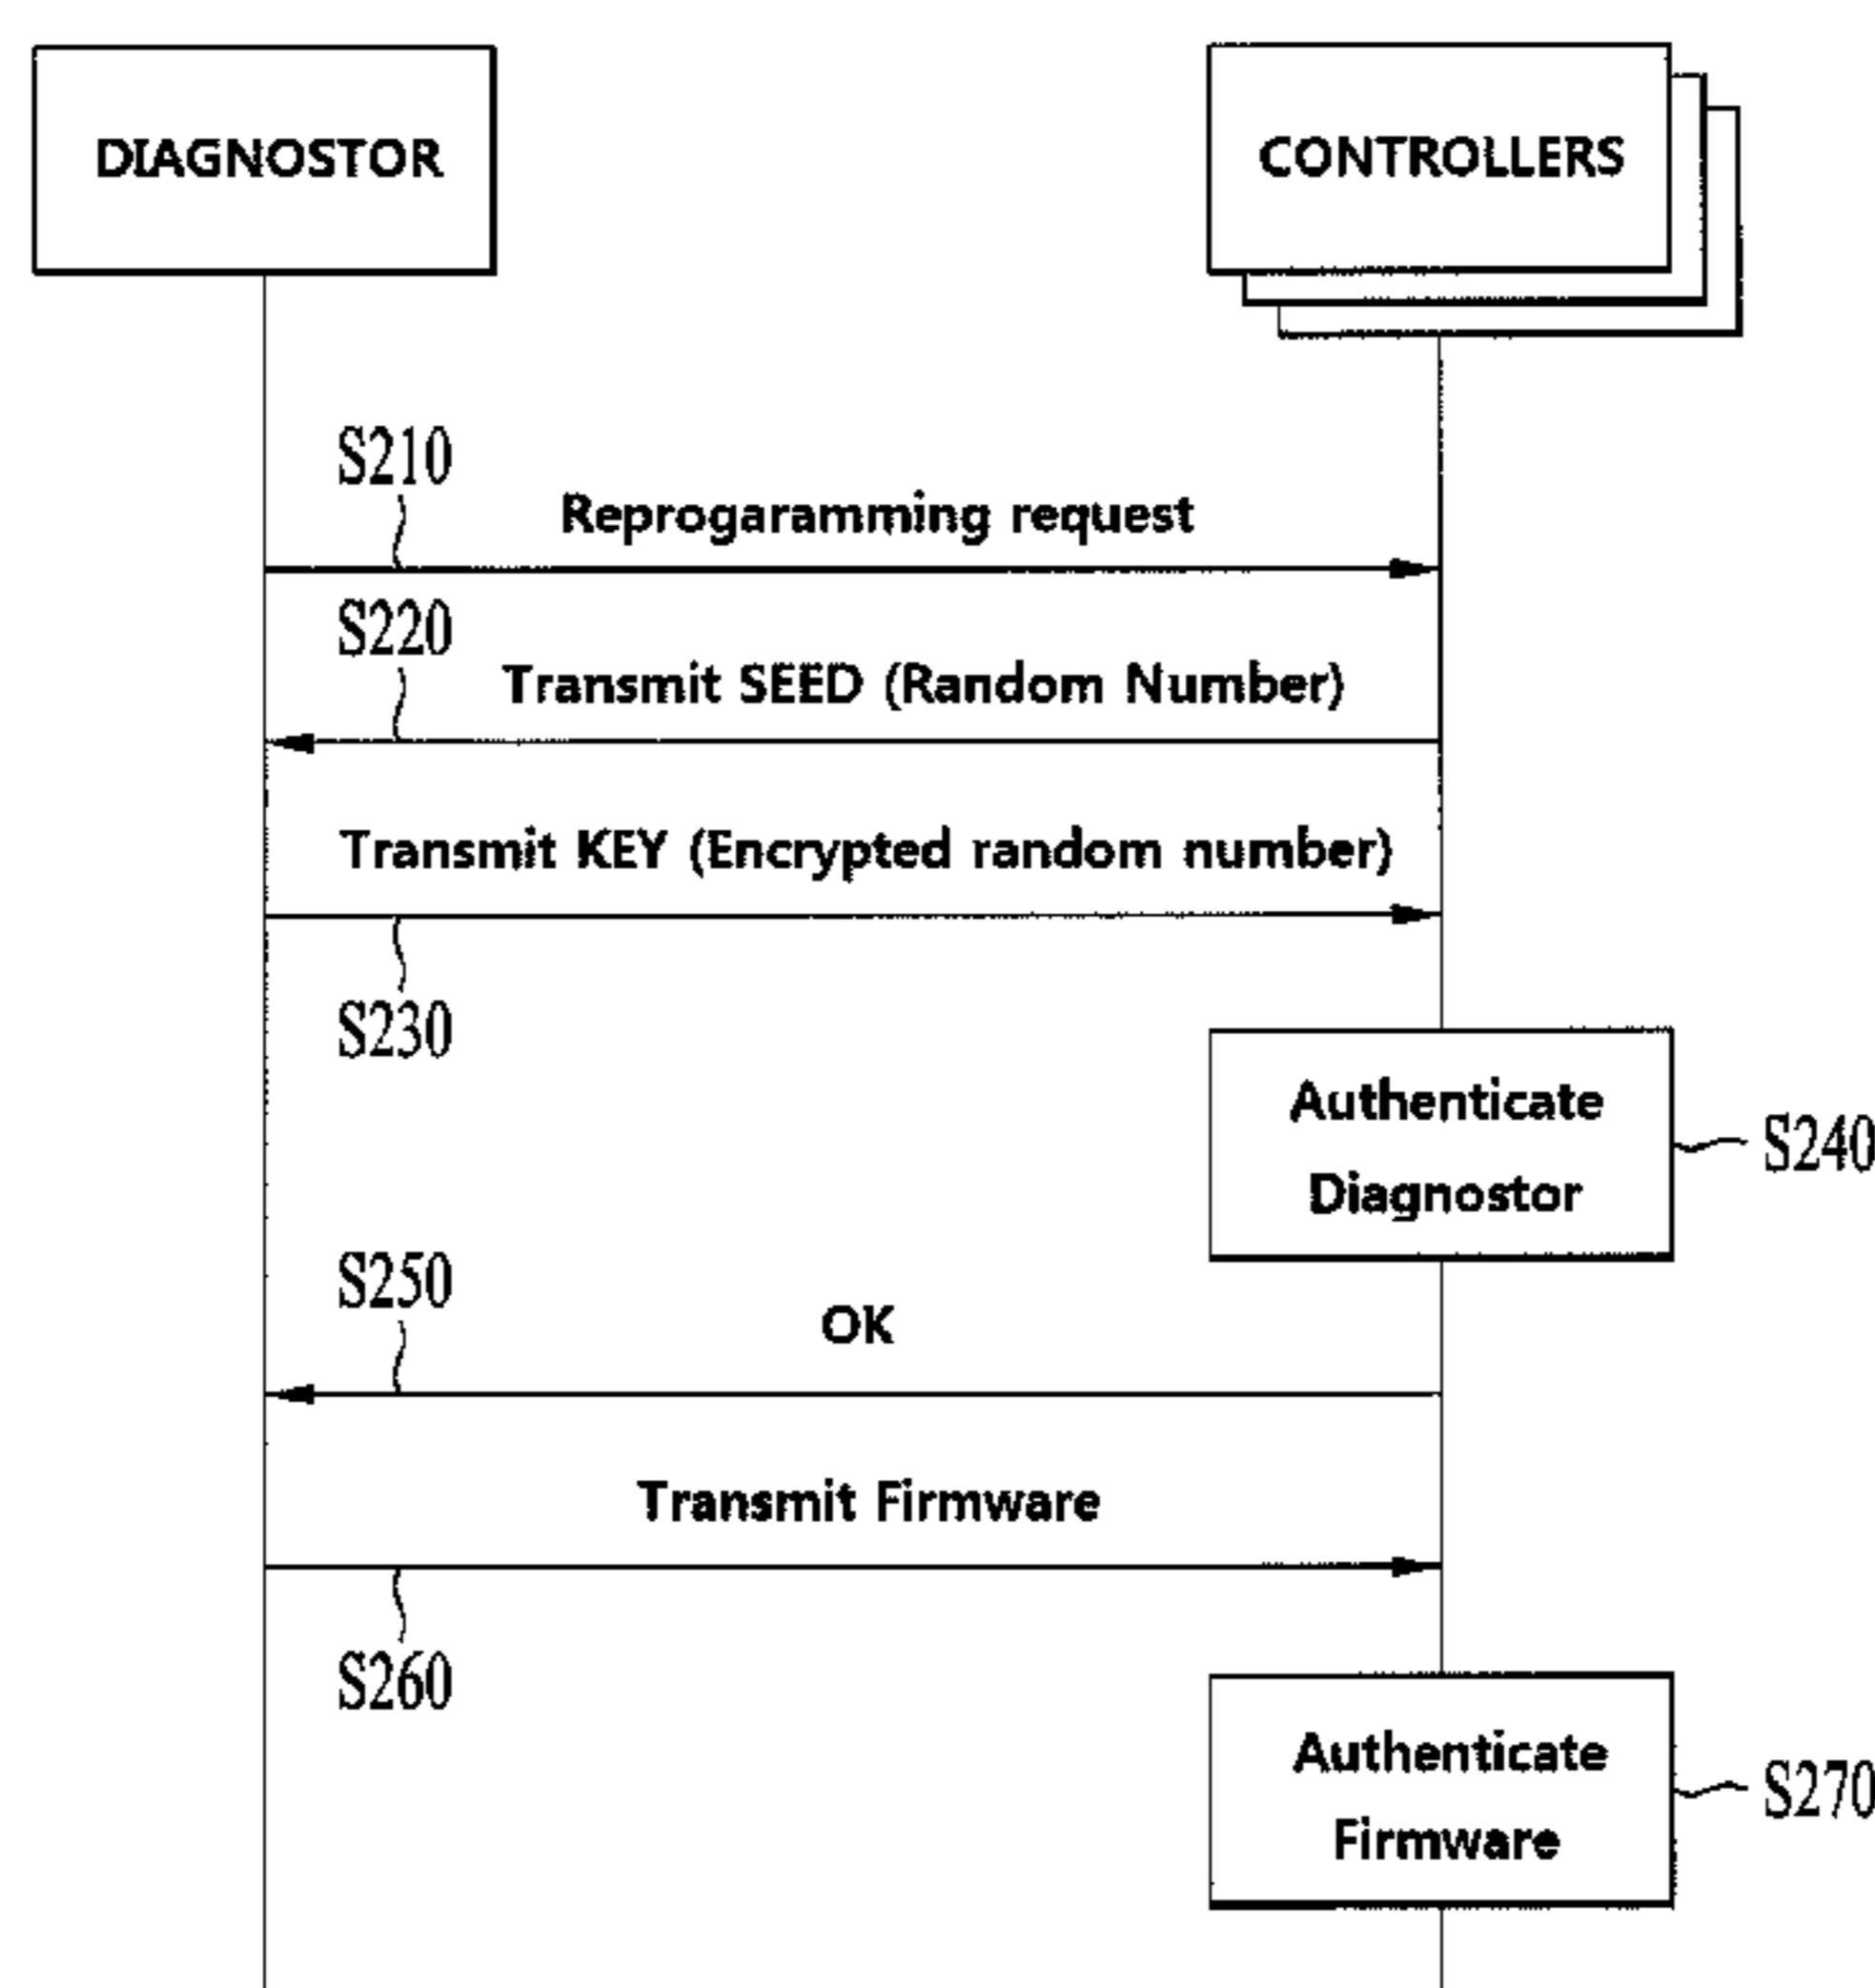 DIAGNOSTOR
CONTROLLERS
S210
Reprogaramming request
S220
Transmit SEED (Random Number)
Transmit KEY (Encrypted random number)
S230
Authenticate
Diagnostor
S240
S250
OK
Transmit Firmware
S260
Authenticate
Firmware
S270